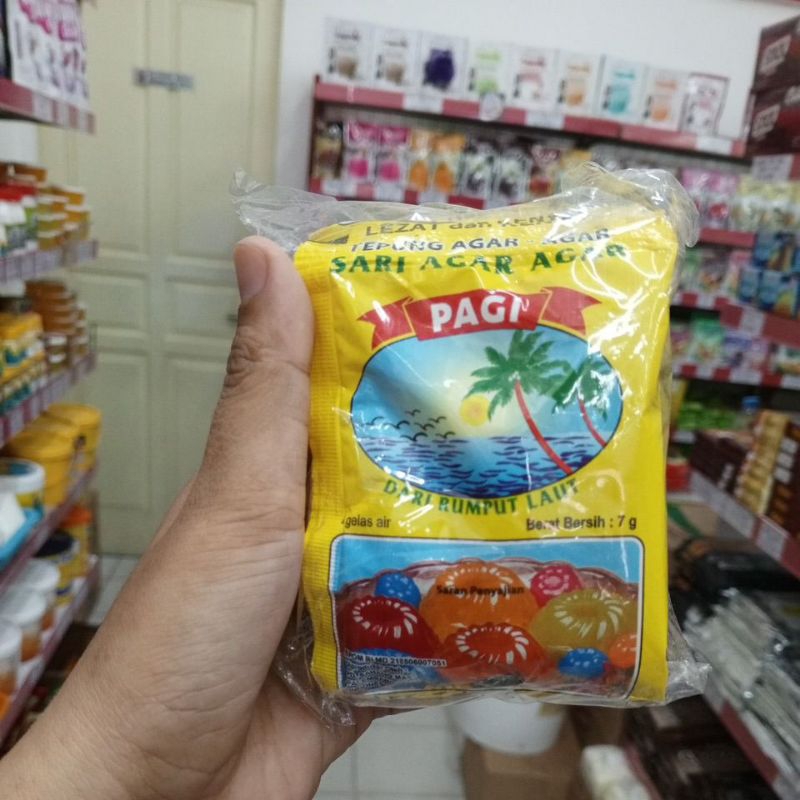 LEZAT dan
TEPUNG AGAR - AGAR
SARI AGAR AGAR
PAGI
DARI RUMPUT LAUT
gelas air
Berat Bersih : 7 g
Saran Penyajian